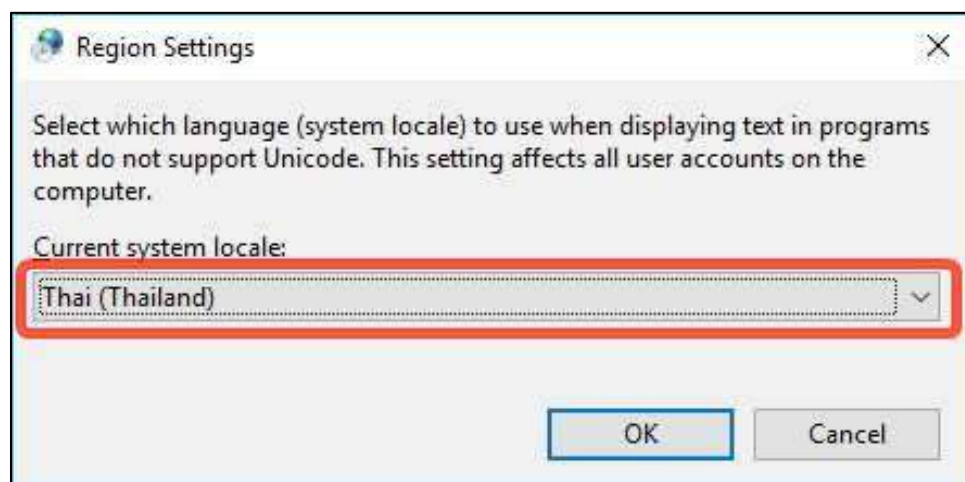 Region Settings
Select which language (system locale) to use when displaying text in programs
that do not support Unicode. This setting affects all user accounts on the
computer.
Current system locale:
Thai (Thailand)
OK
Cancel